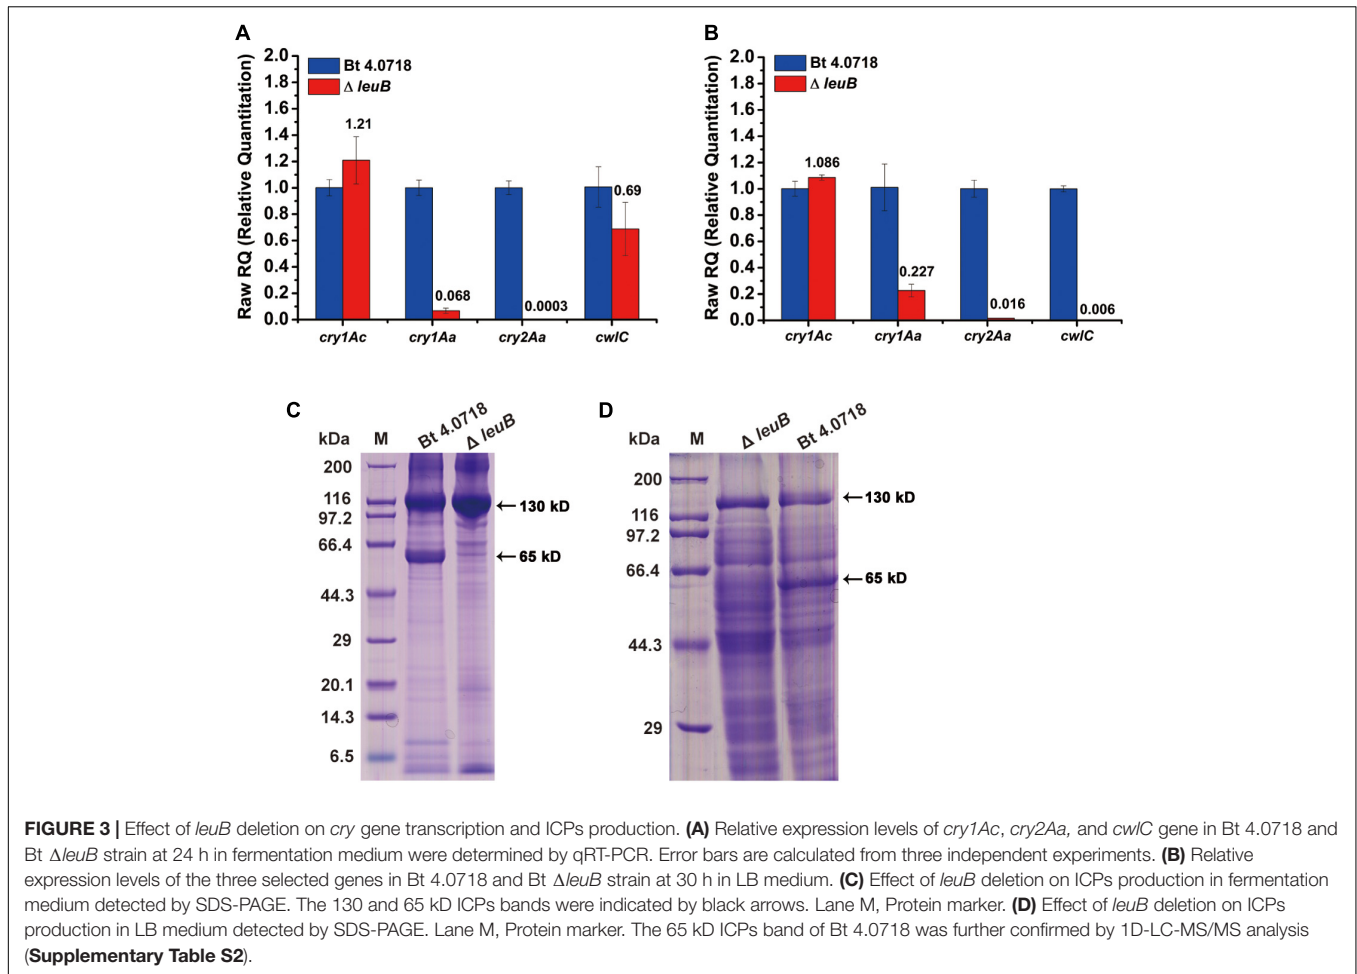 A
Bt 4.0718
Δ leuB
Raw RQ (Relative Quantitation)
2.0
1.8
1.6
1.4
1.2
1.0
0.8
0.6
0.4
0.2
0.0
1.21
0.068
0.0003
0.69
cry1Ac cry1Aa cry2Aa cwlC
B
Bt 4.0718
Δ leuB
Raw RQ (Relative Quantitation)
2.0
1.8
1.6
1.4
1.2
1.0
0.8
0.6
0.4
0.2
0.0
1.086
0.227
0.016
0.006
cry1Ac cry1Aa cry2Aa cwlC
C
kDa M Bt 4.0718 Δ leuB
200
116
97.2
66.4
44.3
29
20.1
14.3
6.5
←130 kD
←65 kD
D
kDa M Δ leuB Bt 4.0718
200
116
97.2
66.4
44.3
29
←130 kD
←65 kD
FIGURE 3 | Effect of leuB deletion on cry gene transcription and ICPs production. (A) Relative expression levels of cry1Ac, cry2Aa, and cwlC gene in Bt 4.0718 and
Bt ΔleuB strain at 24 h in fermentation medium were determined by qRT-PCR. Error bars are calculated from three independent experiments. (B) Relative
expression levels of the three selected genes in Bt 4.0718 and Bt ΔleuB strain at 30 h in LB medium. (C) Effect of leuB deletion on ICPs production in fermentation
medium detected by SDS-PAGE. The 130 and 65 kD ICPs bands were indicated by black arrows. Lane M, Protein marker. (D) Effect of leuB deletion on ICPs
production in LB medium detected by SDS-PAGE. Lane M, Protein marker. The 65 kD ICPs band of Bt 4.0718 was further confirmed by 1D-LC-MS/MS analysis
(Supplementary Table S2).